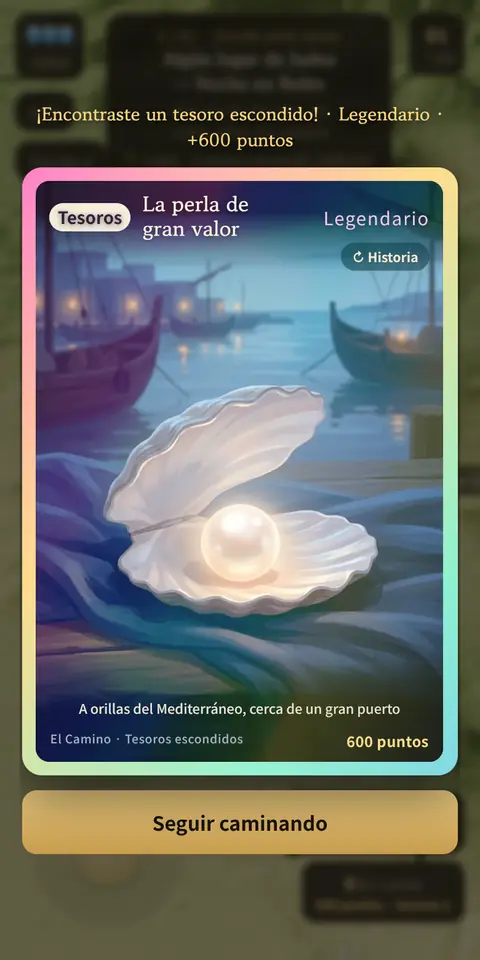 ¡Encontraste un tesoro escondido! · Legendario ·
+600 puntos
Tesoros
La perla de
gran valor
Legendario
↻ Historia
A orillas del Mediterráneo, cerca de un gran puerto
El Camino · Tesoros escondidos
600 puntos
Seguir caminando